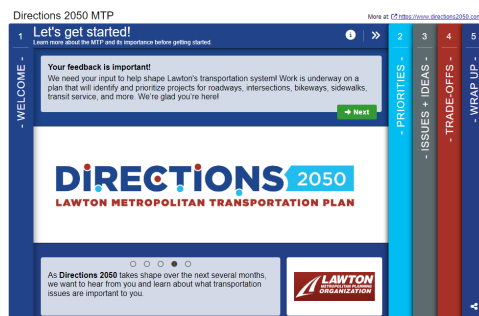 Directions 2050 MTP
More at: https://www.directions2050.com
1
Let's get started!
Learn more about the MTP and its importance before getting started.
- WELCOME -
Your feedback is important!
We need your input to help shape Lawton's transportation system! Work is underway on a
plan that will identify and prioritize projects for roadways, intersections, bikeways, sidewalks,
transit service, and more. We're glad you're here!
Next
DIRECTIONS 2050
LAWTON METROPOLITAN TRANSPORTATION PLAN
As Directions 2050 takes shape over the next several months,
we want to hear from you and learn about what transportation
issues are important to you.
LAWTON
METROPOLITAN PLANNING
ORGANIZATION
2
- PRIORITIES -
3
- ISSUES + IDEAS -
4
- TRADE-OFFS -
5
- WRAP UP -